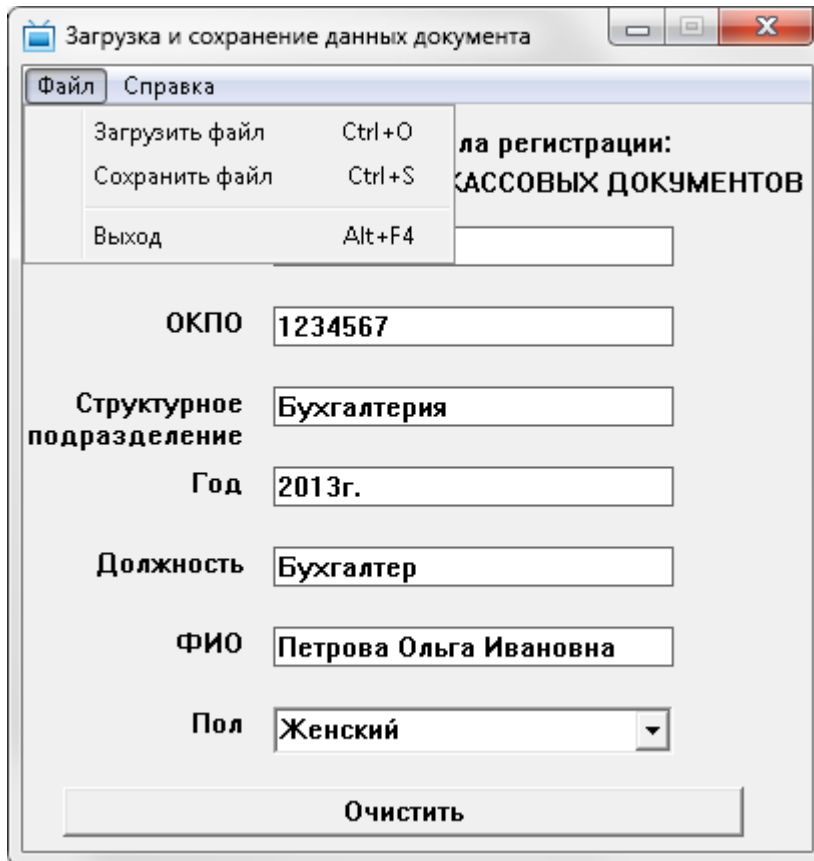 Загрузка и сохранение данных документа
Файл Справка
Загрузить файл Ctrl+O
Сохранить файл Ctrl+S
Выход Alt+F4
ла регистрации:
КАССОВЫХ ДОКУМЕНТОВ
ОКПО 1234567
Структурное
подразделение
Бухгалтерия
Год 2013г.
Должность Бухгалтер
ФИО Петрова Ольга Ивановна
Пол Женский
Очистить